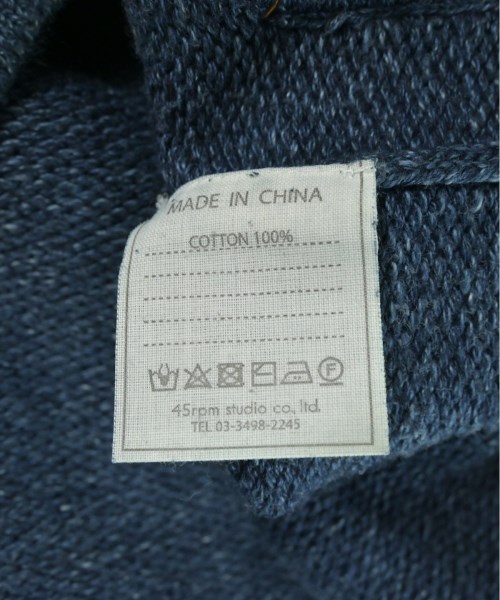 MADE IN CHINA
COTTON 100%
F
45rpm studio co., ltd.
TEL 03-3498-2245